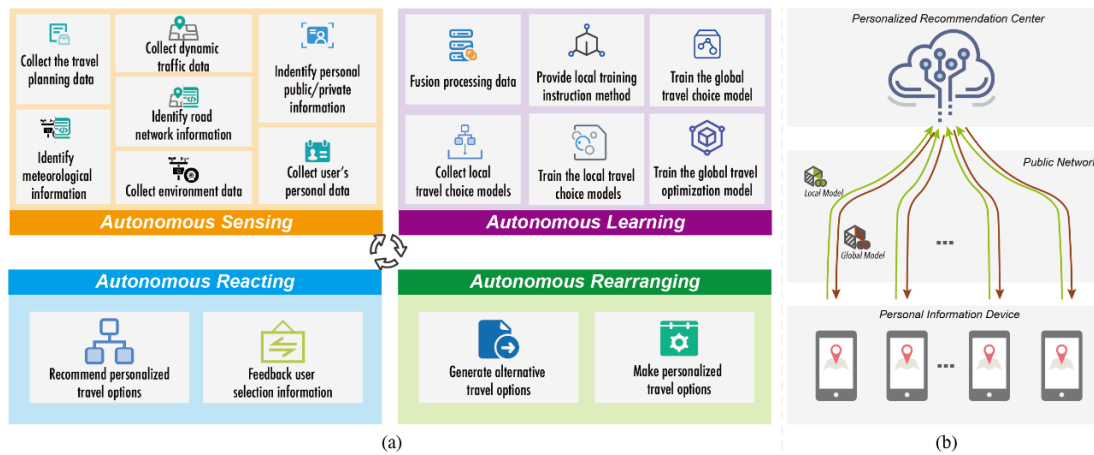 Collect the travel
planning data
Collect dynamic
traffic data
Indentify personal
public/private
information
Identify road
network information
Identify
meteorological
information
Collect environment data
Collect user's
personal data
Autonomous Sensing
Fusion processing data
Provide local training
instruction method
Train the global
travel choice model
Collect local
travel choice models
Train the local travel
choice models
Train the global travel
optimization model
Autonomous Learning
Autonomous Reacting
Recommend personalized
travel options
Feedback user
selection information
Autonomous Rearranging
Generate alternative
travel options
Make personalized
travel options
(a)
Personalized Recommendation Center
Public Network
Local Model
Global Model
...
Personal Information Device
...
(b)